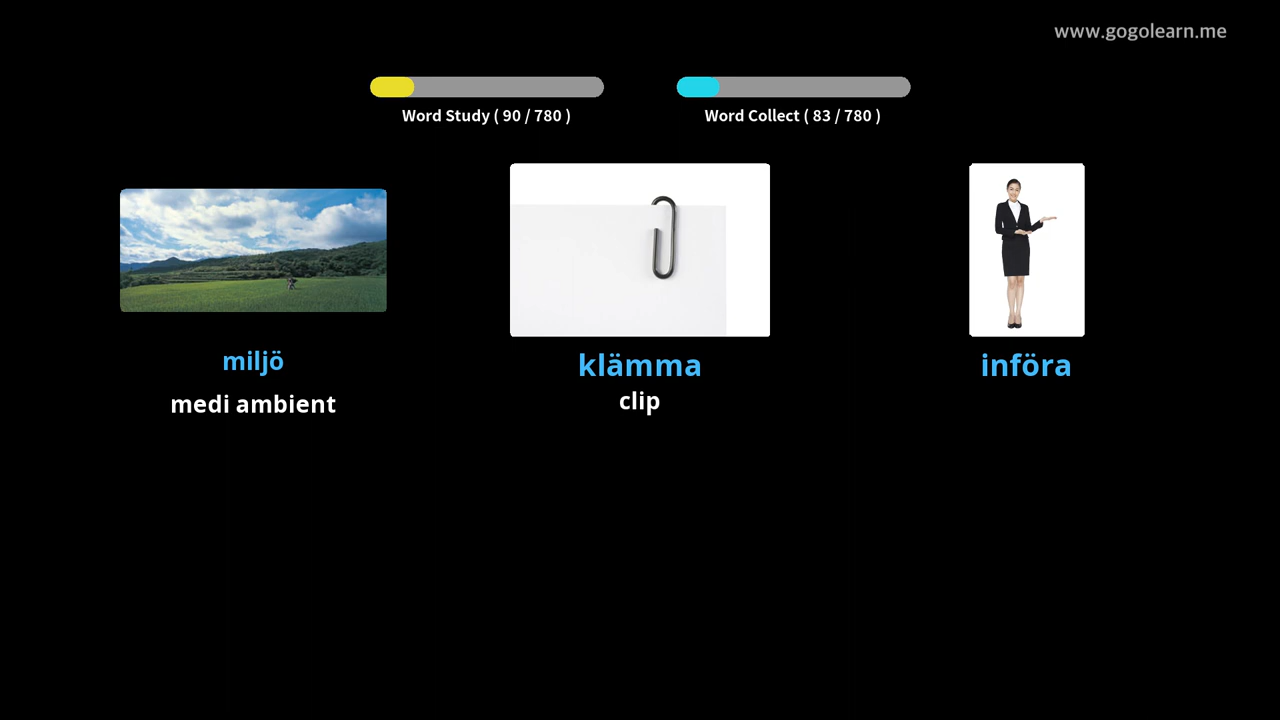 www.gogolearn.me
Word Study ( 90 / 780 )
Word Collect ( 83 / 780 )
miljö
medi ambient
klämma
clip
införa